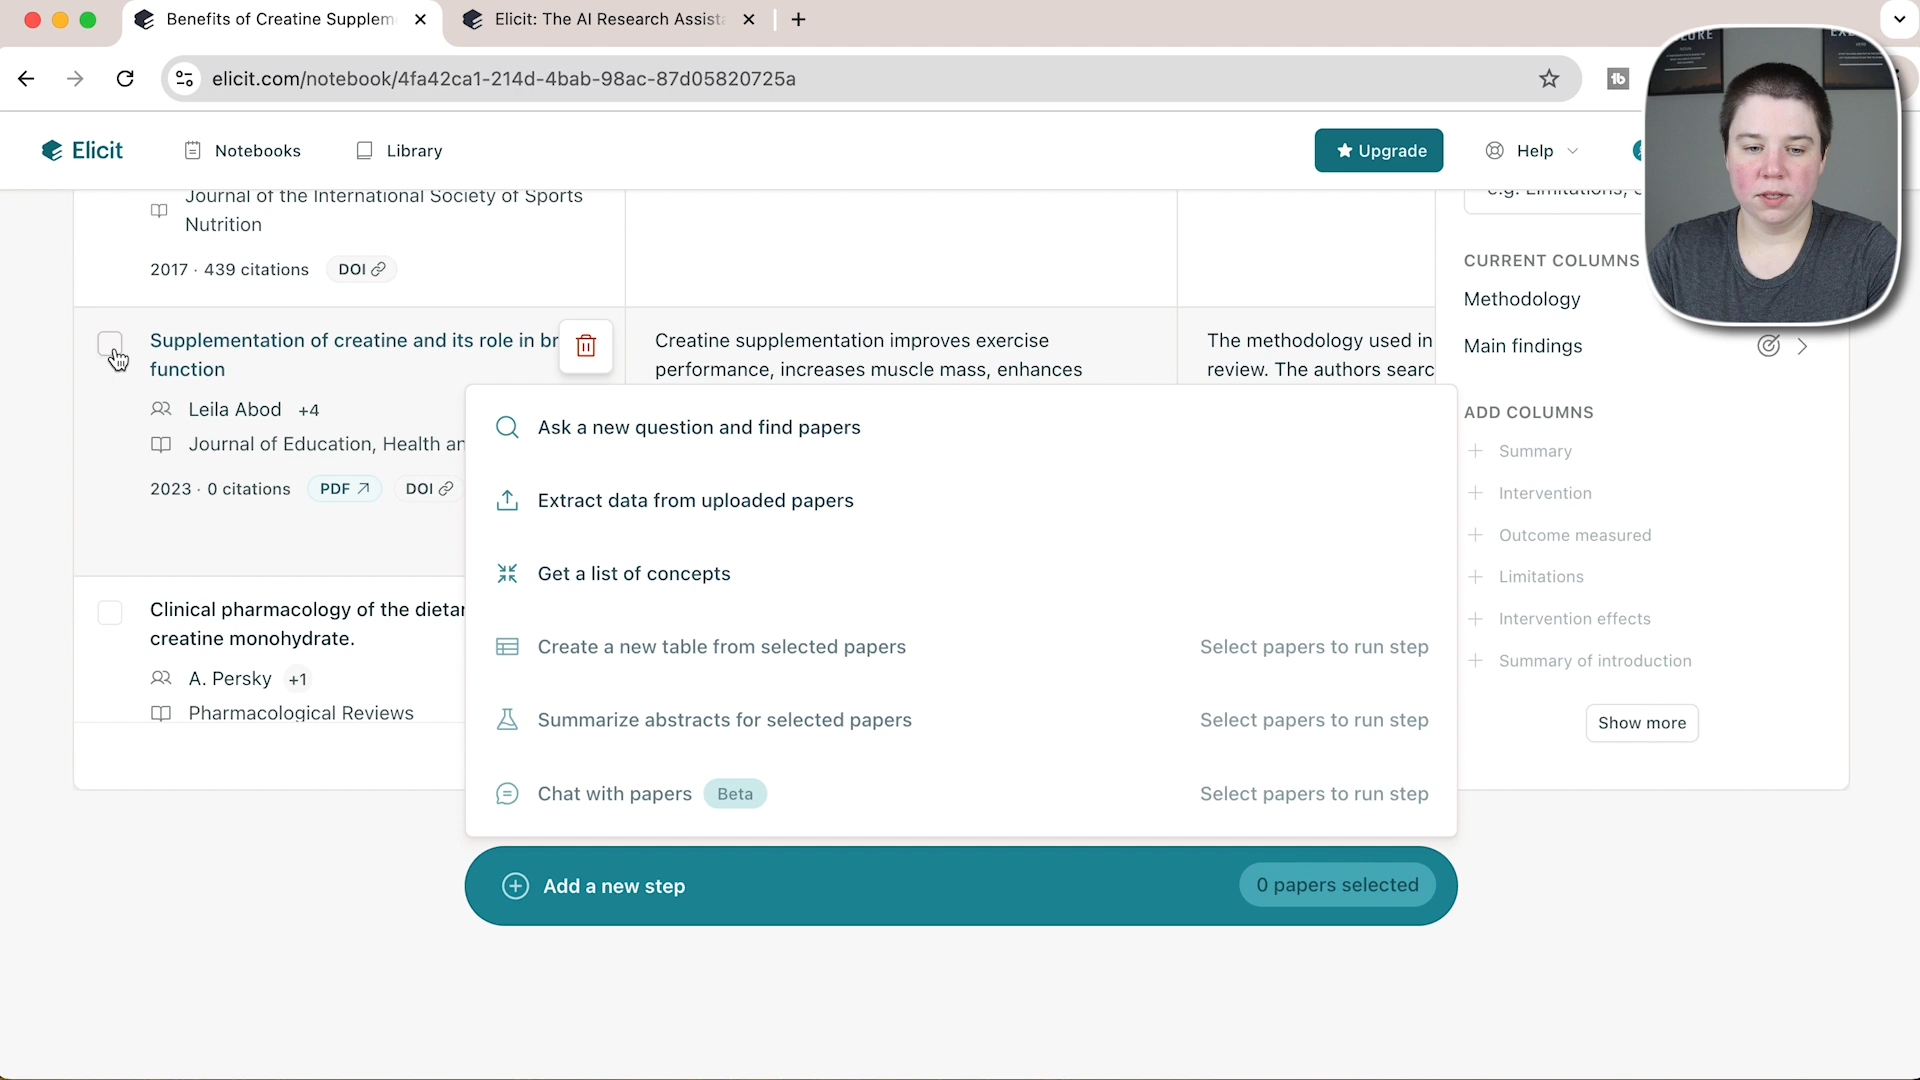 Benefits of Creatine Supplem
Elicit: The AI Research Assista
elicit.com/notebook/4fa42ca1-214d-4bab-98ac-87d05820725a
Elicit
Notebooks
Library
Upgrade
Help
Journal of the International Society of Sports
Nutrition
2017 · 439 citations
DOI
CURRENT COLUMNS
Methodology
Main findings
Supplementation of creatine and its role in br
function
Leila Abod +4
Journal of Education, Health an
2023 · 0 citations
PDF
DOI
Creatine supplementation improves exercise
performance, increases muscle mass, enhances
The methodology used in
review. The authors searc
Ask a new question and find papers
Extract data from uploaded papers
Get a list of concepts
Create a new table from selected papers
Select papers to run step
Summarize abstracts for selected papers
Select papers to run step
Chat with papers
Beta
Select papers to run step
ADD COLUMNS
Summary
Intervention
Outcome measured
Limitations
Intervention effects
Summary of introduction
Show more
Clinical pharmacology of the dietar
creatine monohydrate.
A. Persky +1
Pharmacological Reviews
Add a new step
0 papers selected